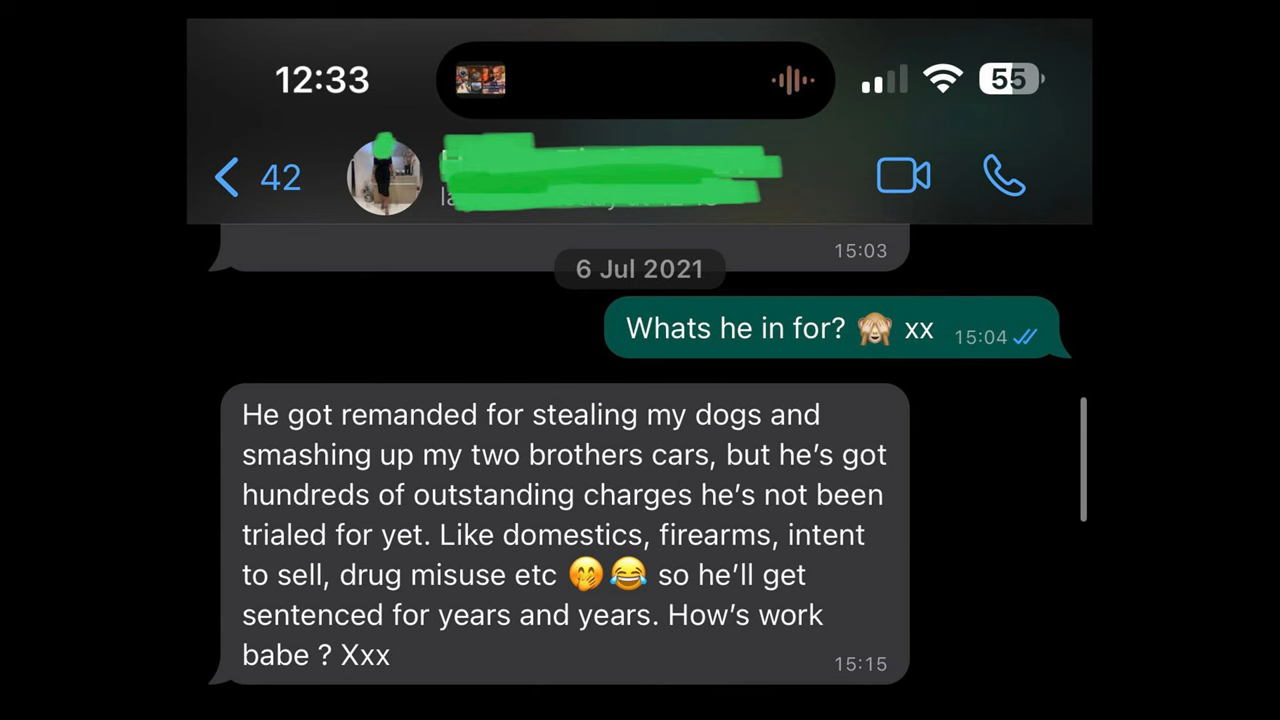 12:33
55
42
15:03
6 Jul 2021
Whats he in for? 🙈 xx 15:04
He got remanded for stealing my dogs and
smashing up my two brothers cars, but he’s got
hundreds of outstanding charges he’s not been
trialed for yet. Like domestics, firearms, intent
to sell, drug misuse etc 🤭😂 so he’ll get
sentenced for years and years. How’s work
babe ? Xxx
15:15